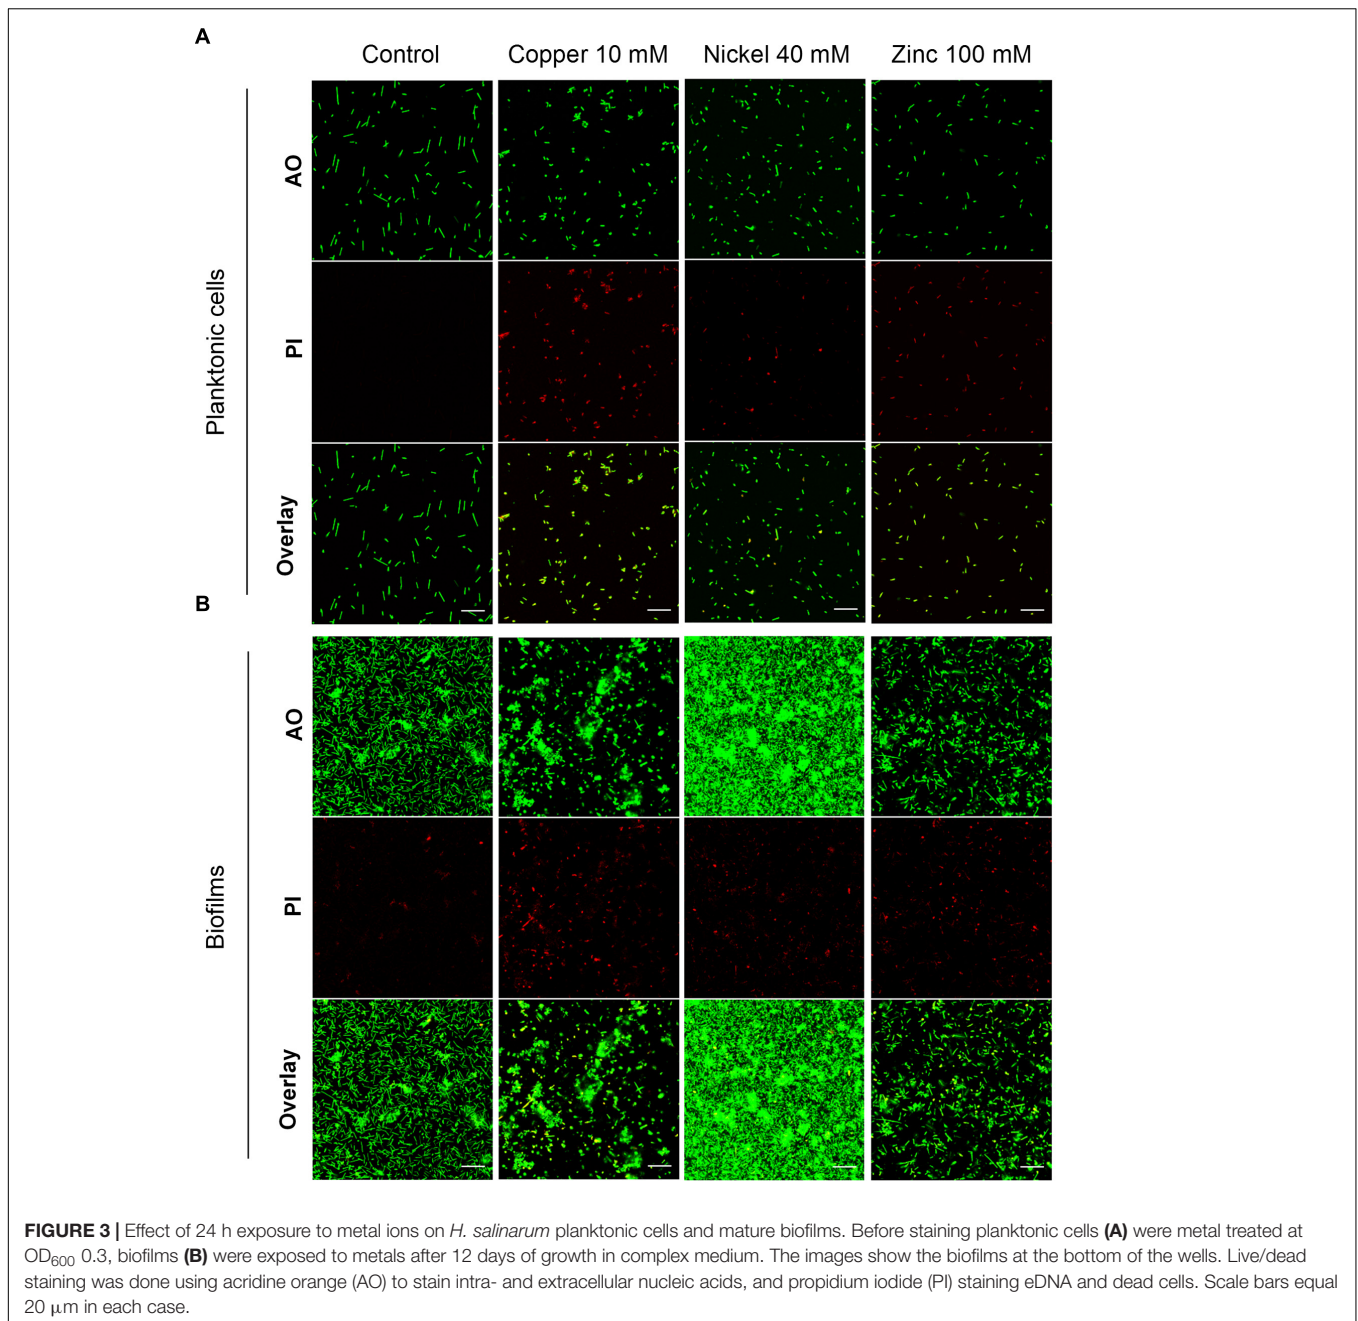 A
Control Copper 10 mM Nickel 40 mM Zinc 100 mM
Planktonic cells
AO
PI
Overlay
B
Biofilms
AO
PI
Overlay
FIGURE 3 | Effect of 24 h exposure to metal ions on H. salinarum planktonic cells and mature biofilms. Before staining planktonic cells (A) were metal treated at
OD600 0.3, biofilms (B) were exposed to metals after 12 days of growth in complex medium. The images show the biofilms at the bottom of the wells. Live/dead
staining was done using acridine orange (AO) to stain intra- and extracellular nucleic acids, and propidium iodide (PI) staining eDNA and dead cells. Scale bars equal
20 μm in each case.